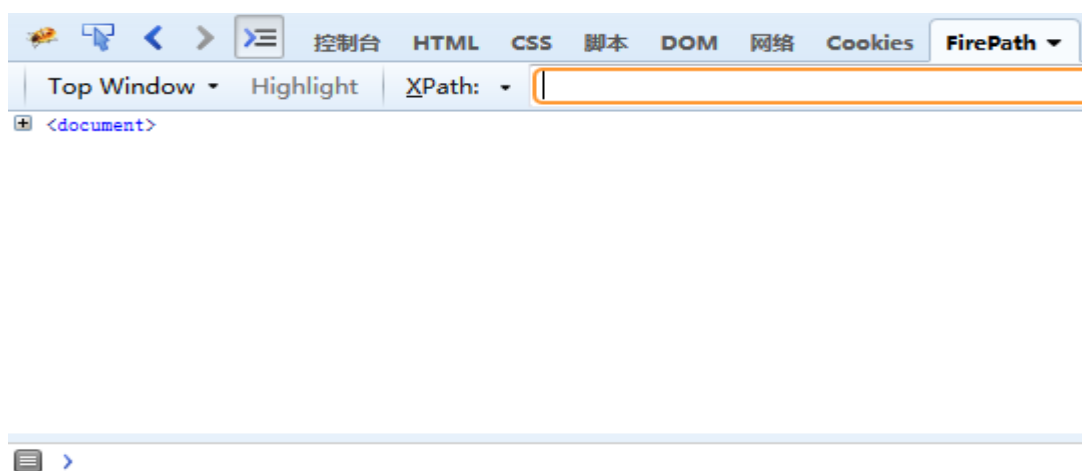 控制台 HTML CSS 脚本 DOM 网络 Cookies FirePath
Top Window Highlight XPath:
<document>